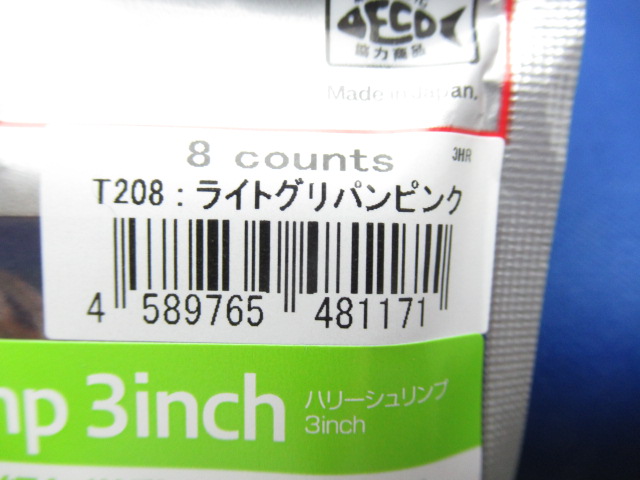 ECO
協力商品
Made in Japan.
8 counts 3HR
T208：ライトグリパンピンク
4 589765 481171
mp 3inch ハリーシュリンプ
3inch